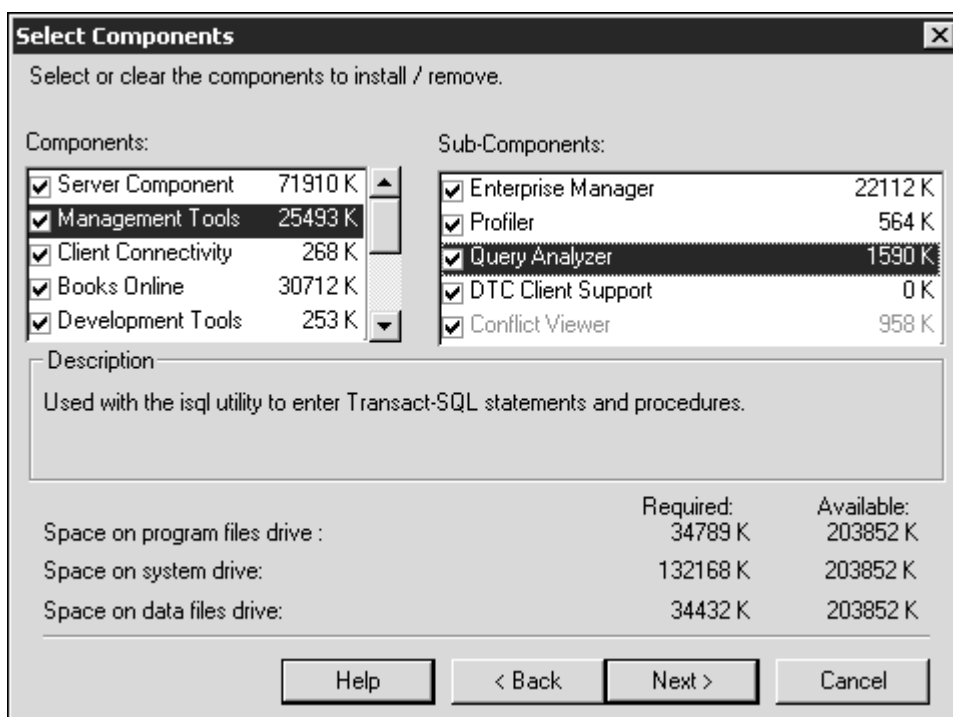 Select Components
Select or clear the components to install / remove.
Components:
Server Component 71910 K
Management Tools 25493 K
Client Connectivity 268 K
Books Online 30712 K
Development Tools 253 K
Sub-Components:
Enterprise Manager 22112 K
Profiler 564 K
Query Analyzer 1590 K
DTC Client Support 0 K
Conflict Viewer 958 K
Description
Used with the isql utility to enter Transact-SQL statements and procedures.
Required: Available:
Space on program files drive : 34789 K 203852 K
Space on system drive: 132168 K 203852 K
Space on data files drive: 34432 K 203852 K
Help < Back Next > Cancel